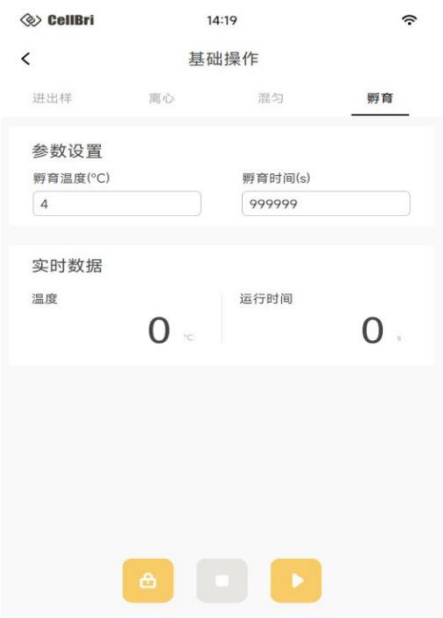 CellBri 14:19
基础操作
进出样 离心 混匀 孵育
参数设置
孵育温度(°C) 孵育时间(s)
4 999999
实时数据
温度 运行时间
0 °C 0 s